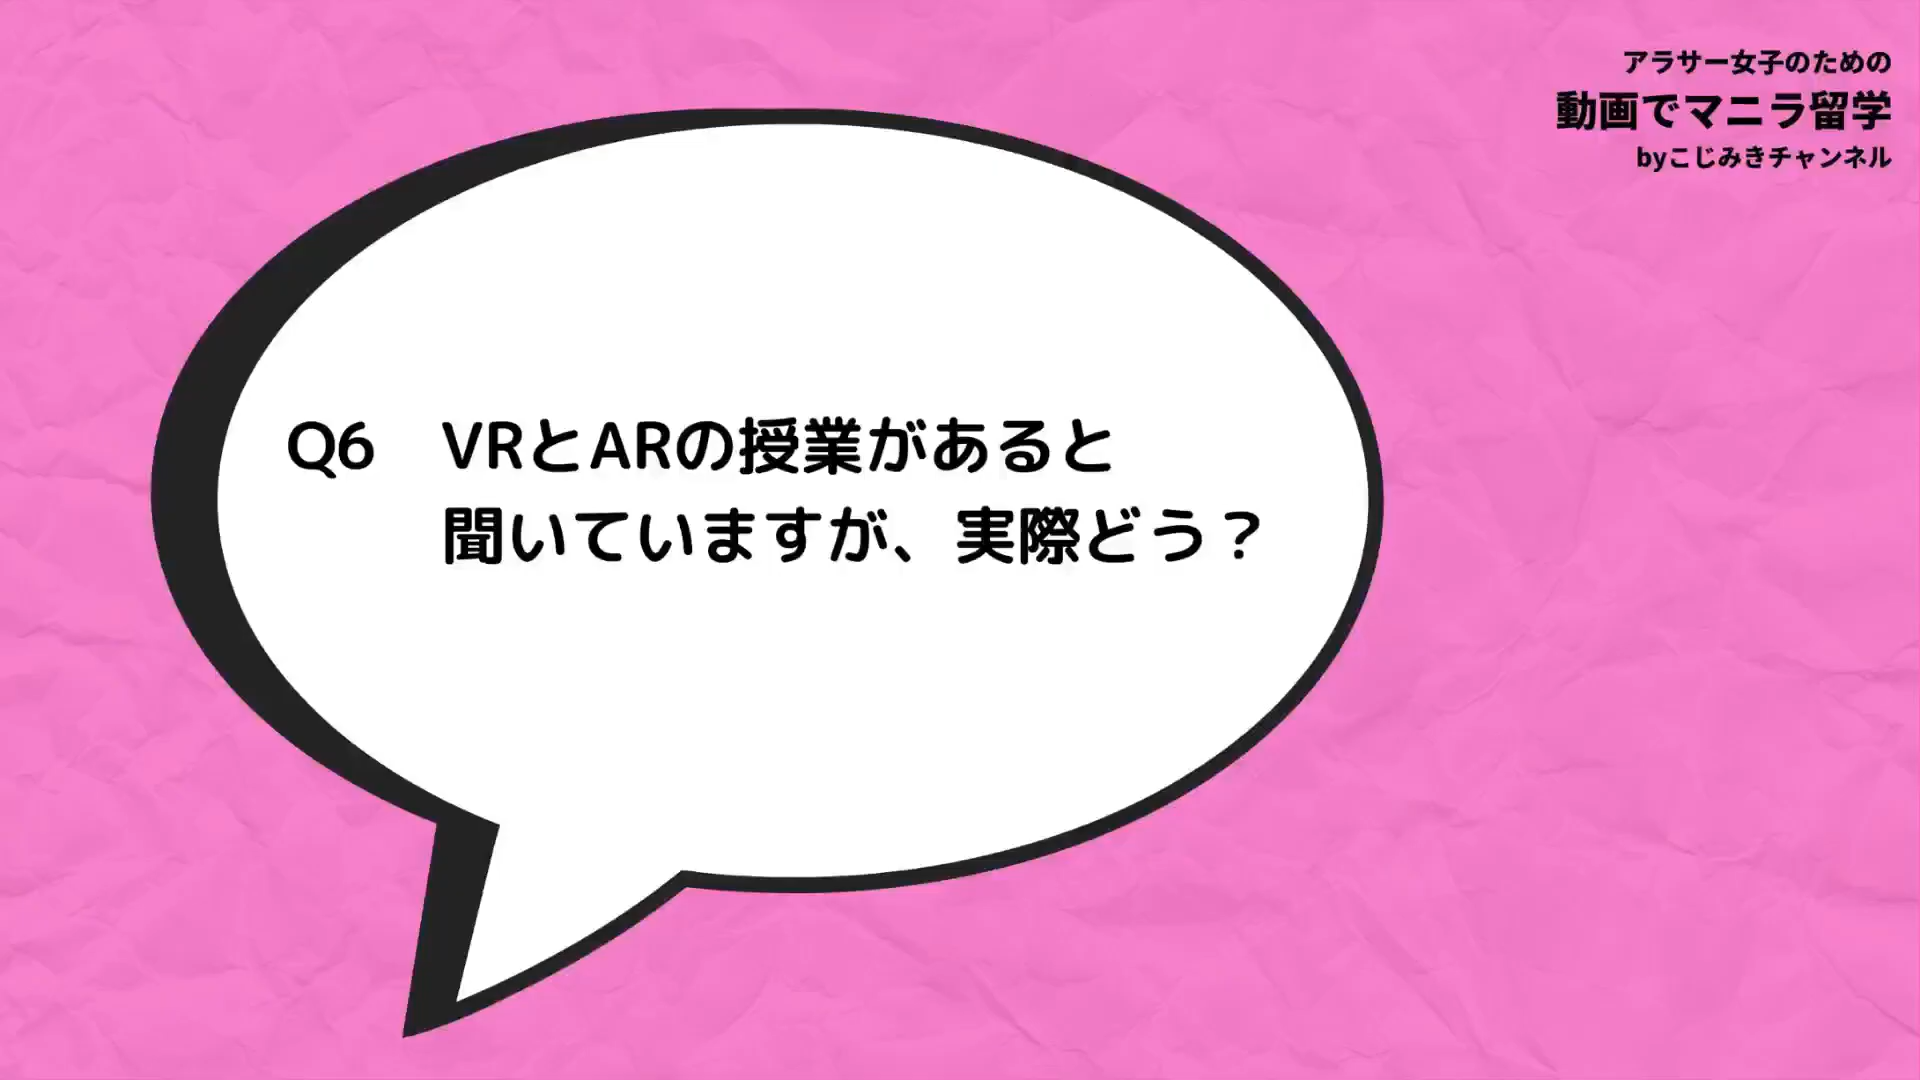 アラサー女子のための
動画でマニラ留学
byこじみきチャンネル
Q6　VRとARの授業があると
聞いていますが、実際どう？